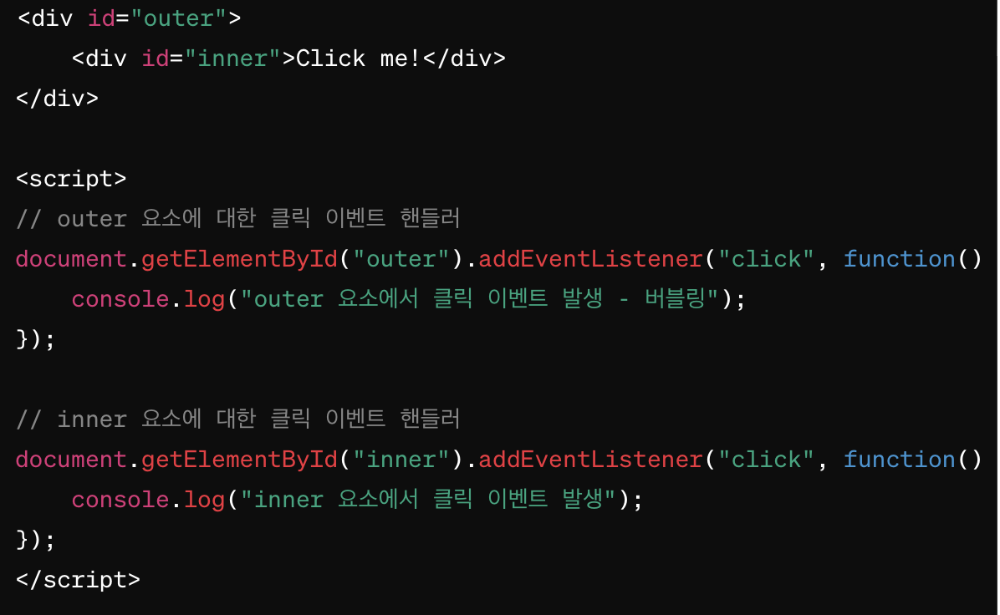 <div id="outer">
    <div id="inner">Click me!</div>
</div>

<script>
// outer 요소에 대한 클릭 이벤트 핸들러
document.getElementById("outer").addEventListener("click", function()
    console.log("outer 요소에서 클릭 이벤트 발생 - 버블링");
});

// inner 요소에 대한 클릭 이벤트 핸들러
document.getElementById("inner").addEventListener("click", function()
    console.log("inner 요소에서 클릭 이벤트 발생");
});
</script>